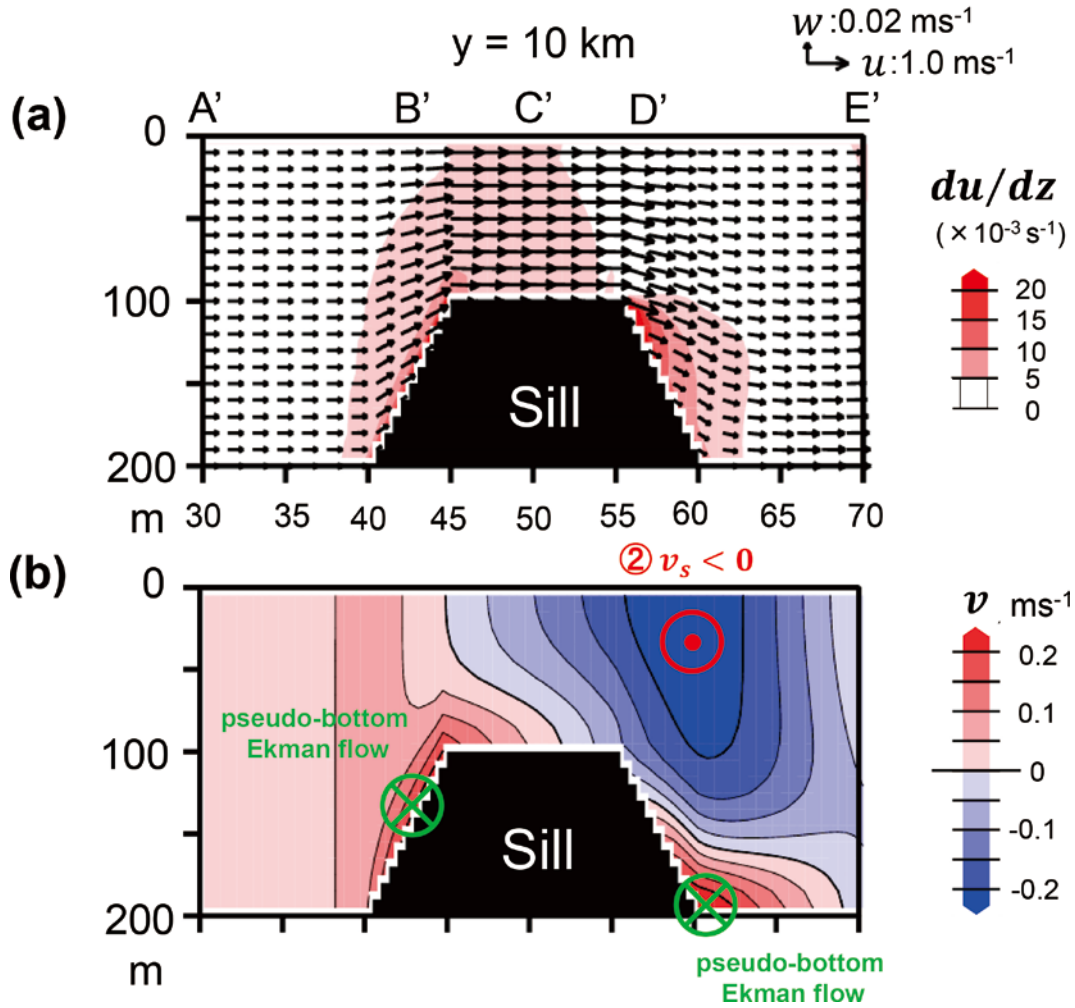 y = 10 km
w :0.02 ms-1
u:1.0 ms-1
(a)
A’ B’ C’ D’ E’
0
100
200
m
Sill
30 35 40 45 50 55 60 65 70
du/dz
(×10-3 s-1)
20
15
10
5
0
(b)
② vs < 0
0
100
200
m
pseudo-bottom
Ekman flow
Sill
pseudo-bottom
Ekman flow
v ms-1
0.2
0.1
0
-0.1
-0.2